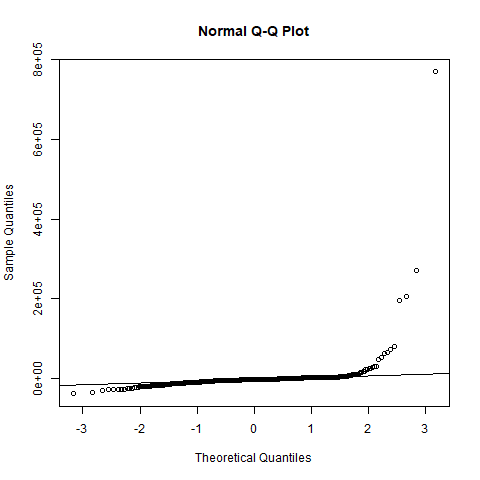 Normal Q-Q Plot
8e+05
6e+05
4e+05
2e+05
0e+00
Sample Quantiles
-3 -2 -1 0 1 2 3
Theoretical Quantiles